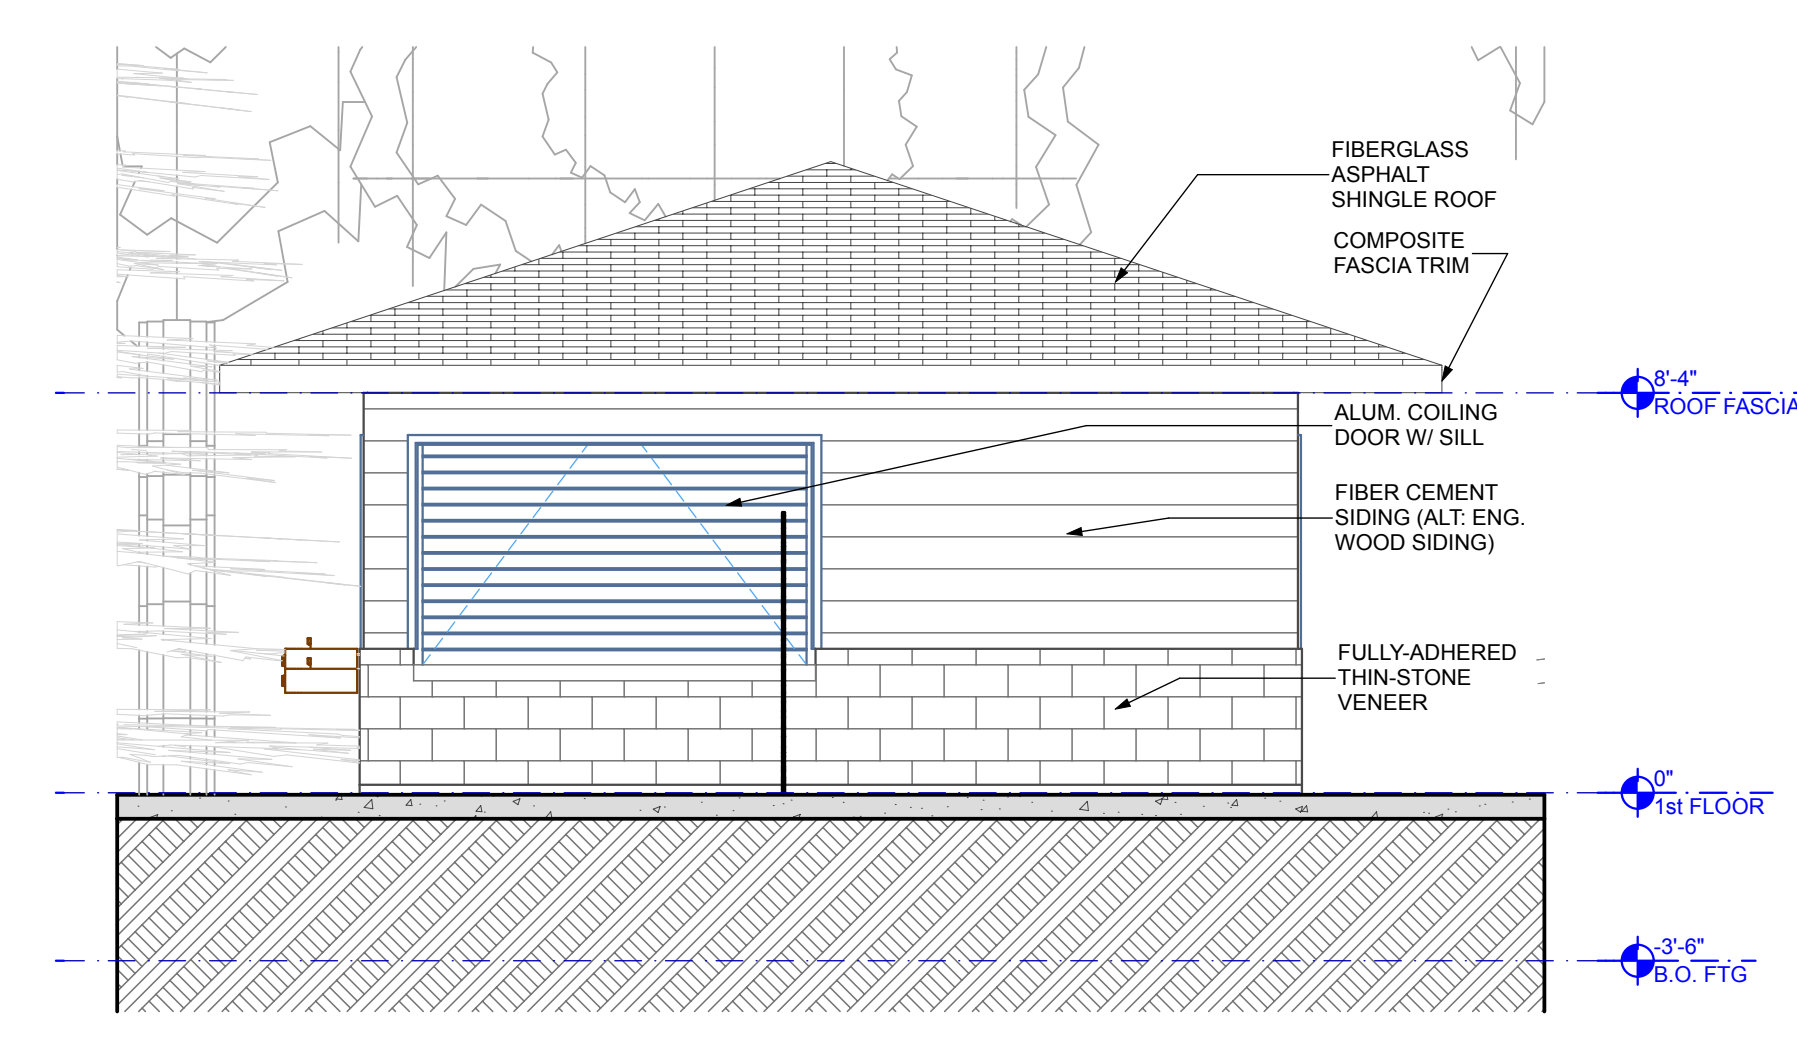 FIBERGLASS
ASPHALT
SHINGLE ROOF
COMPOSITE
FASCIA TRIM
8'-4"
ROOF FASCIA
ALUM. COILING
DOOR W/ SILL
FIBER CEMENT
SIDING (ALT: ENG.
WOOD SIDING)
FULLY-ADHERED
THIN-STONE
VENEER
0"
1st FLOOR
-3'-6"
B.O. FTG